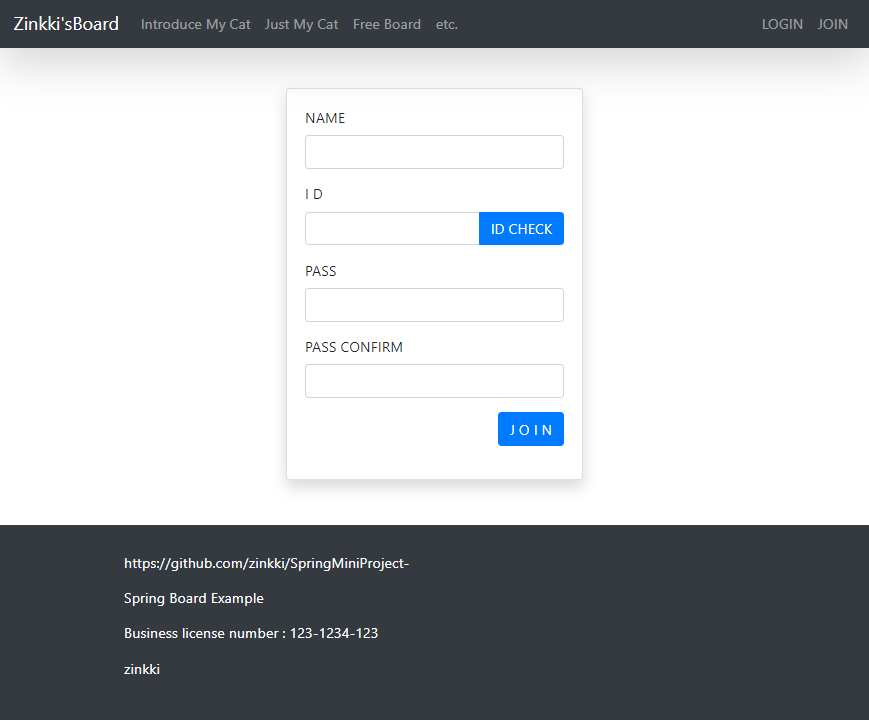 Zinkki'sBoard Introduce My Cat Just My Cat Free Board etc. LOGIN JOIN
NAME
I D
ID CHECK
PASS
PASS CONFIRM
J O I N
https://github.com/zinkki/SpringMiniProject-
Spring Board Example
Business license number : 123-1234-123
zinkki